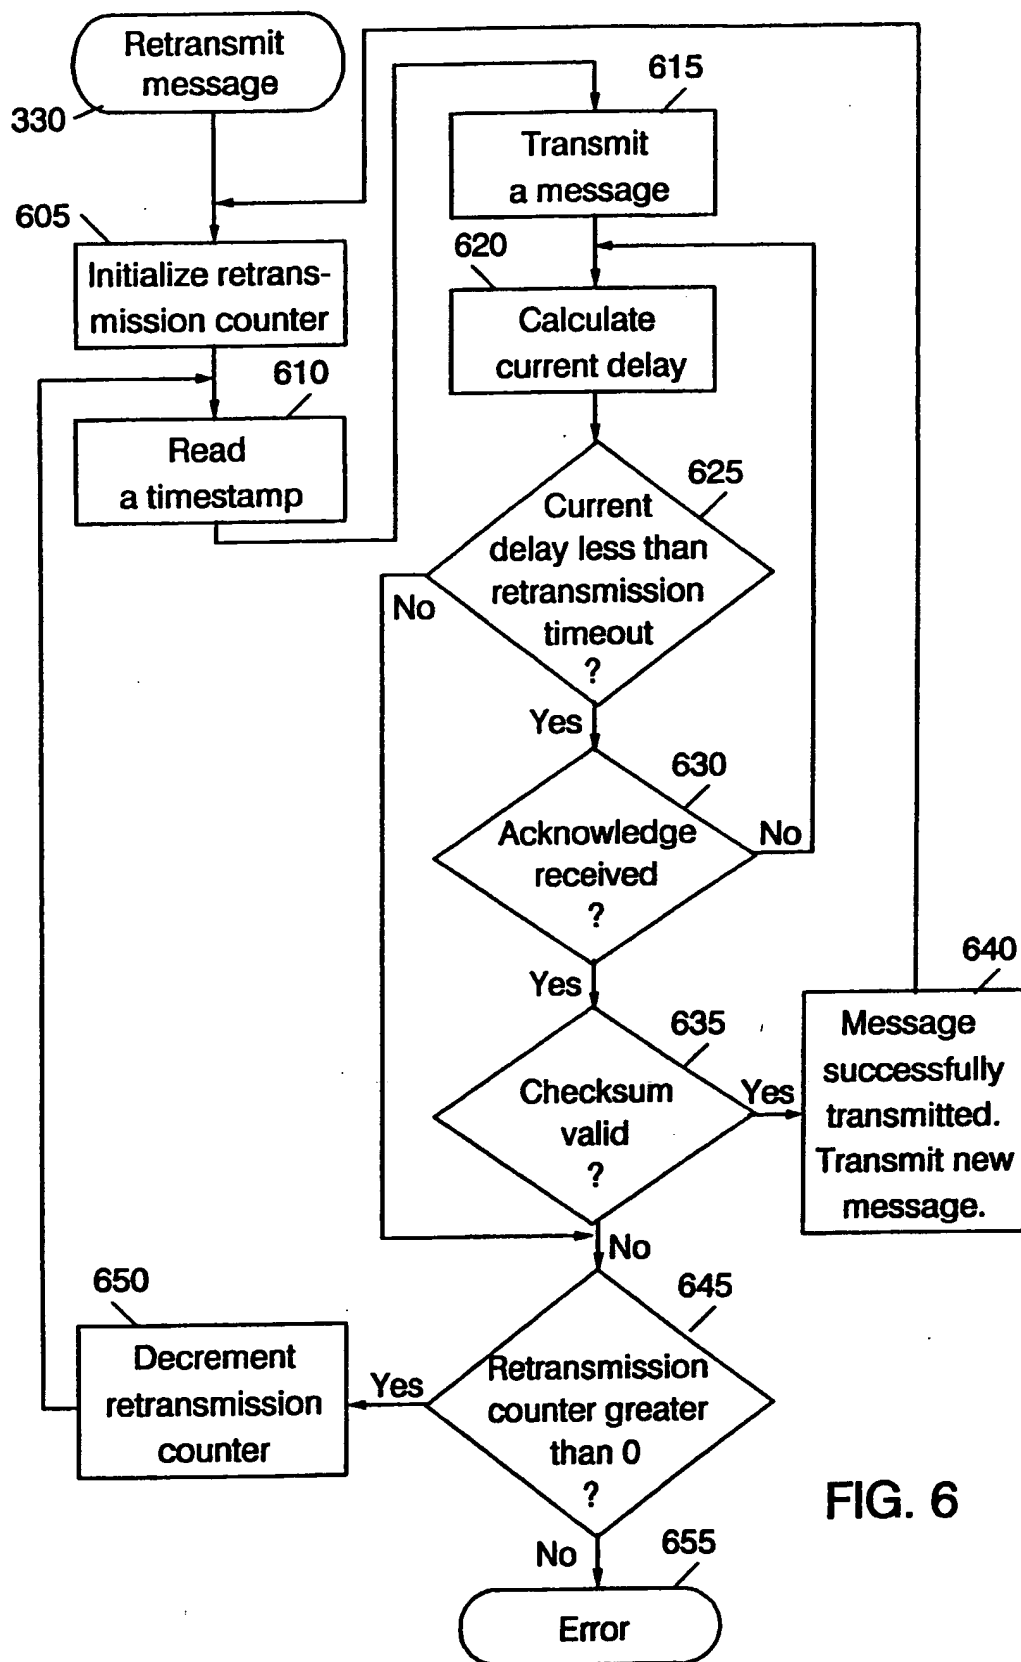 Retransmit
message
330
605
Initialize retrans-
mission counter
610
Read
a timestamp
615
Transmit
a message
620
Calculate
current delay
625
Current
delay less than
retransmission
timeout
?
No
Yes
630
Acknowledge
received
?
No
Yes
635
Checksum
valid
?
Yes
No
640
Message
successfully
transmitted.
Transmit new
message.
645
Retransmission
counter greater
than 0
?
Yes
No
650
Decrement
retransmission
counter
655
Error
FIG. 6